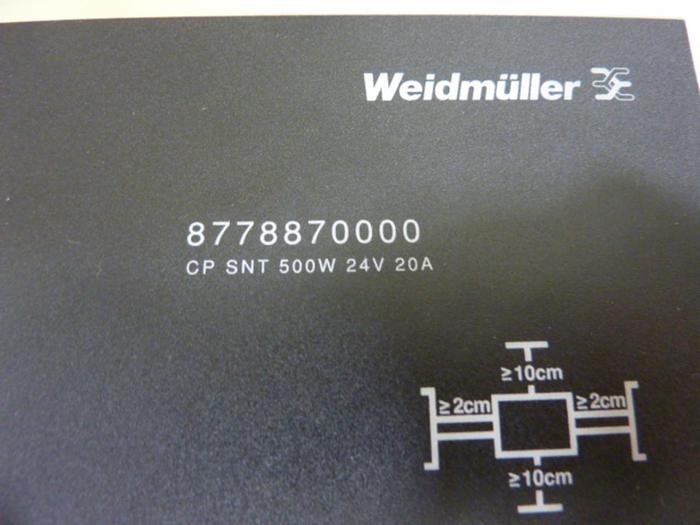 Weidmüller
8778870000
CP SNT 500W 24V 20A
≥10cm
≥2cm ≥2cm
≥10cm